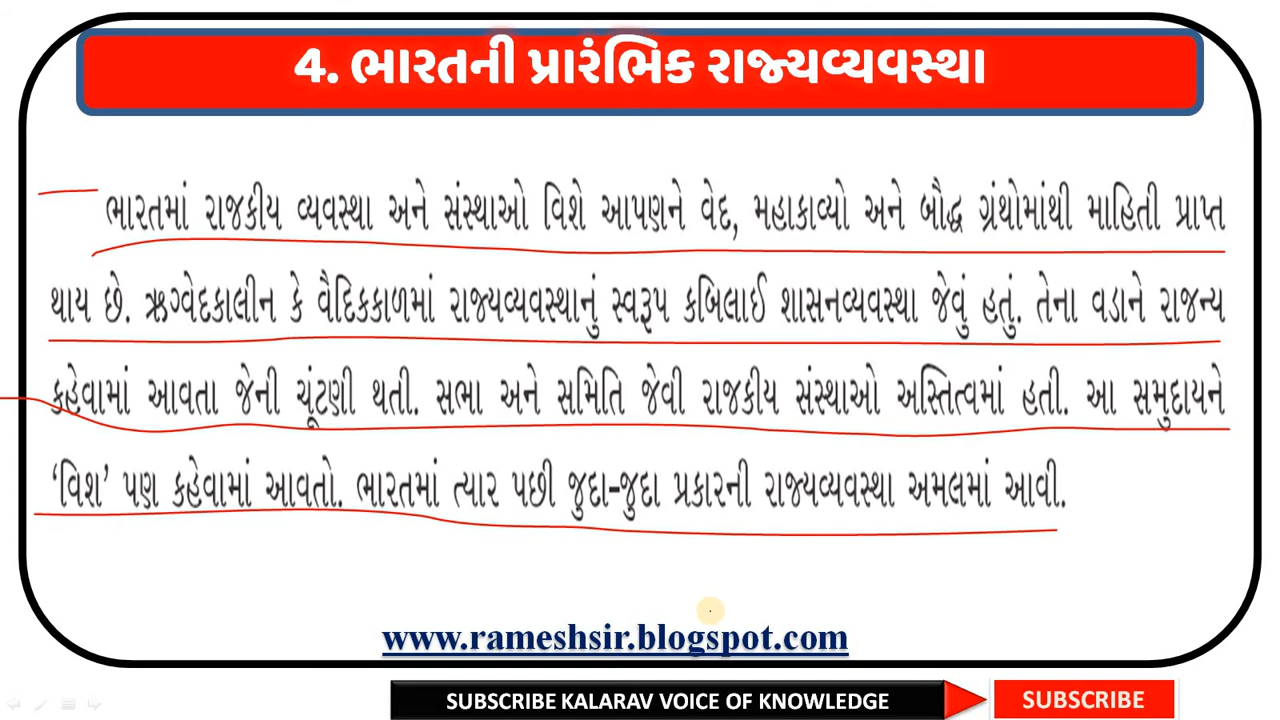 4. ભારતની પ્રારંભિક રાજ્યવ્યવસ્થા
ભારતમાં રાજકીય વ્યવસ્થા અને સંસ્થાઓ વિશે આપણને વેદ, મહાકાવ્યો અને બૌદ્ધ ગ્રંથોમાંથી માહિતી પ્રાપ્ત
થાય છે. ઋગ્વેદકાલીન કે વૈદિકકાળમાં રાજ્યવ્યવસ્થાનું સ્વરૂપ કબિલાઈ શાસનવ્યવસ્થા જેવું હતું. તેના વડાને રાજન્ય
કહેવામાં આવતા જેની ચૂંટણી થતી. સભા અને સમિતિ જેવી રાજકીય સંસ્થાઓ અસ્તિત્વમાં હતી. આ સમુદાયને
‘વિશ’ પણ કહેવામાં આવતો. ભારતમાં ત્યાર પછી જુદા-જુદા પ્રકારની રાજ્યવ્યવસ્થા અમલમાં આવી.
www.rameshsir.blogspot.com
SUBSCRIBE KALARAV VOICE OF KNOWLEDGE
SUBSCRIBE